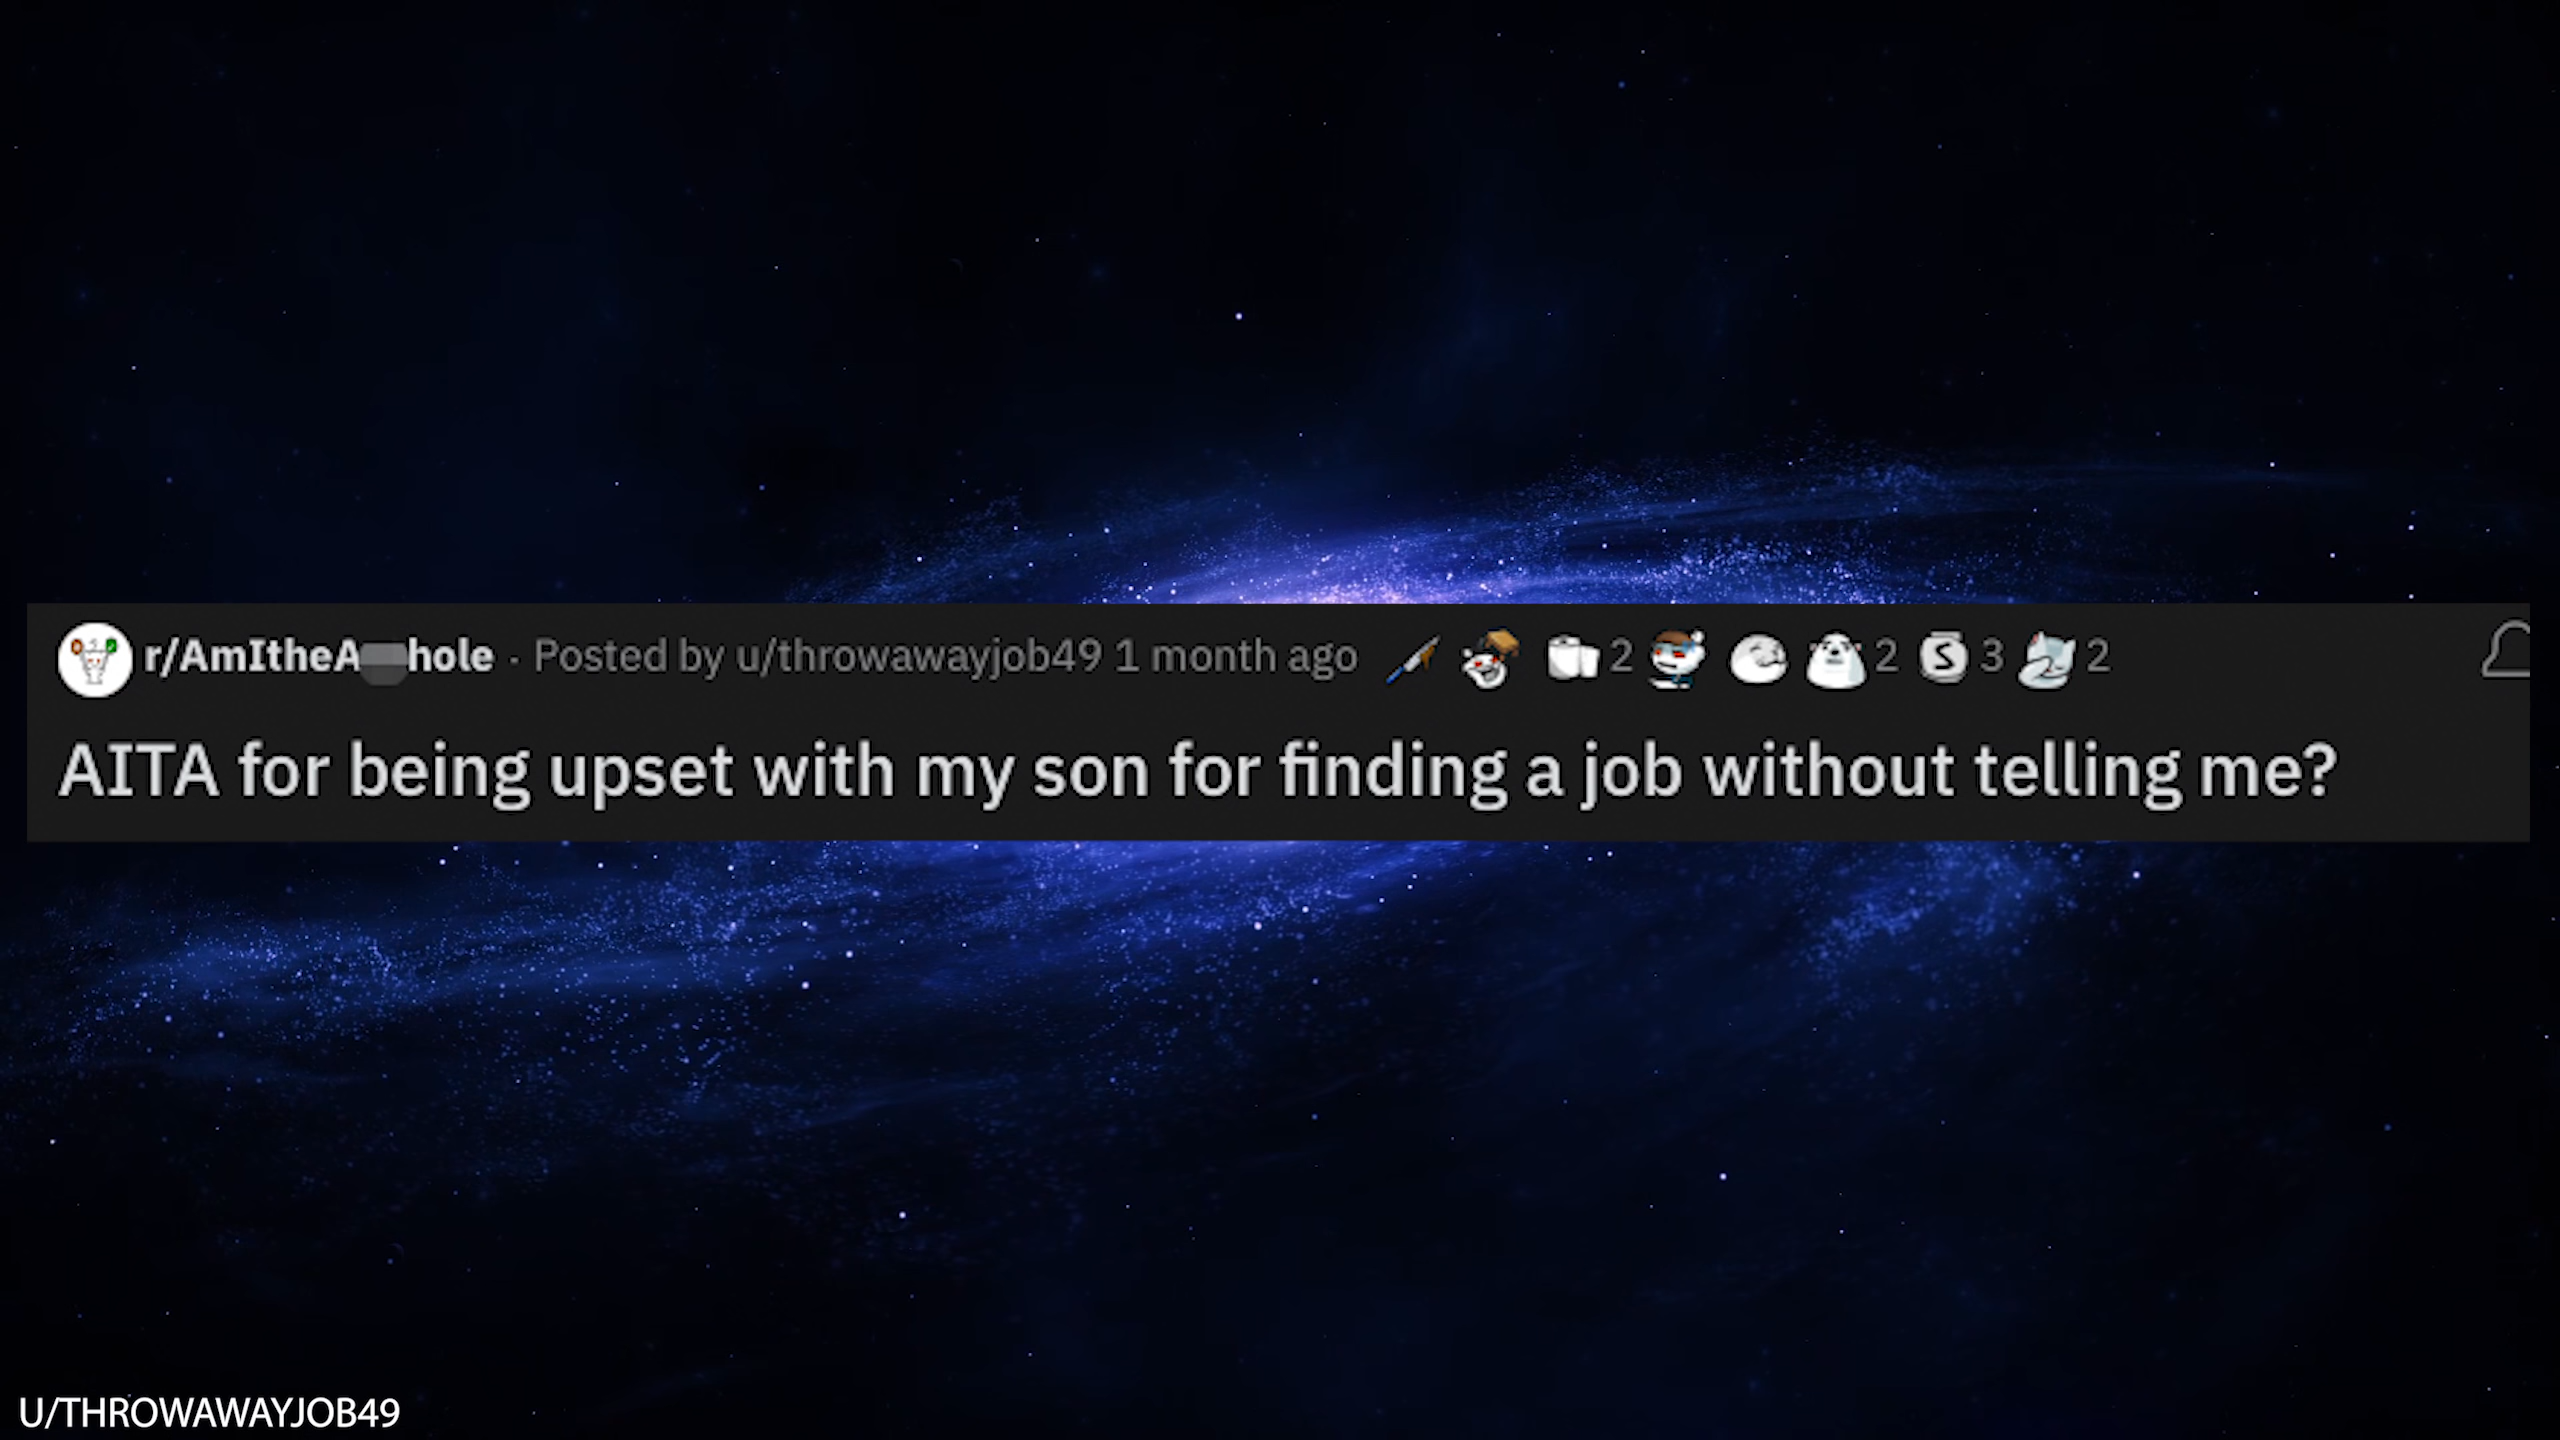 r/AmItheA hole · Posted by u/throwawayjob49 1 month ago 2 2 S 3 2
AITA for being upset with my son for finding a job without telling me?
U/THROWAWAYJOB49